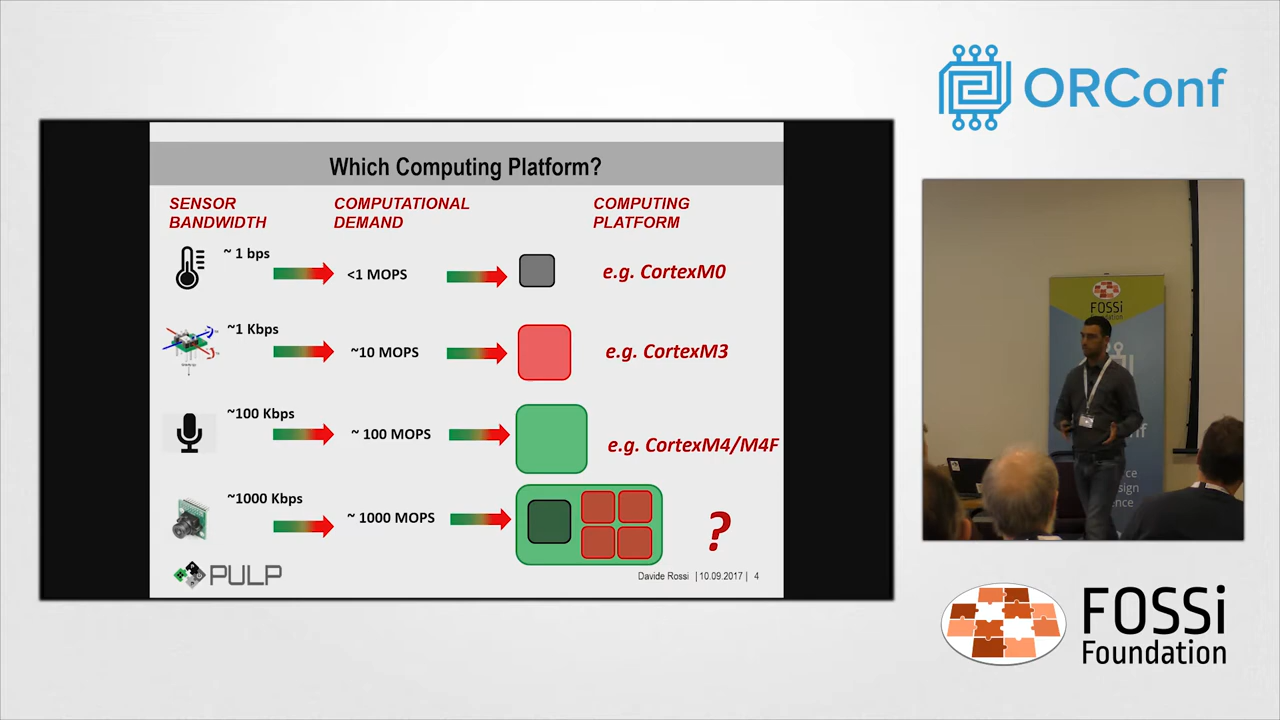 ORConf
Which Computing Platform?
SENSOR
BANDWIDTH
COMPUTATIONAL
DEMAND
COMPUTING
PLATFORM
~ 1 bps
<1 MOPS
e.g. CortexM0
~1 Kbps
~10 MOPS
e.g. CortexM3
~100 Kbps
~ 100 MOPS
e.g. CortexM4/M4F
~1000 Kbps
~ 1000 MOPS
?
PULP
Davide Rossi | 10.09.2017 | 4
FOSSi
Foundation
FOSSi
Foundation